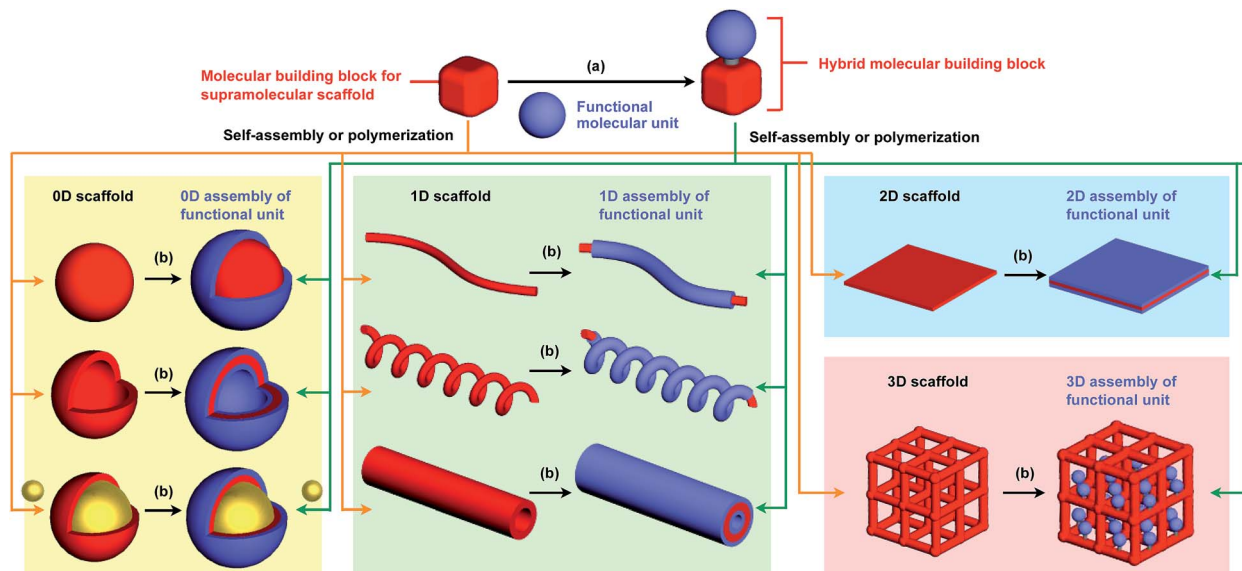 (a)
Molecular building block for
supramolecular scaffold
Hybrid molecular building block
Functional
molecular unit
Self-assembly or polymerization
Self-assembly or polymerization
0D scaffold
0D assembly of
functional unit
(b)
(b)
(b)
1D scaffold
1D assembly of
functional unit
(b)
(b)
(b)
2D scaffold
2D assembly of
functional unit
(b)
3D scaffold
3D assembly of
functional unit
(b)